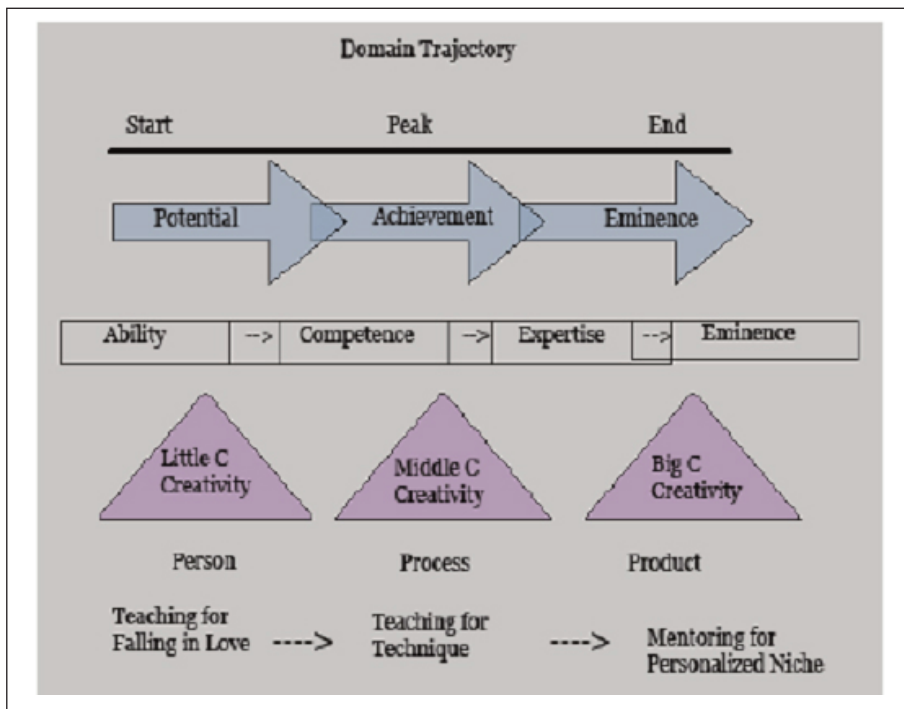 Domain Trajectory
Start Peak End
Potential Achievement Eminence
Ability --> Competence --> Expertise --> Eminence
Little C
Creativity
Middle C
Creativity
Big C
Creativity
Person Process Product
Teaching for
Falling in Love ---->
Teaching for
Technique ---->
Mentoring for
Personalized Niche